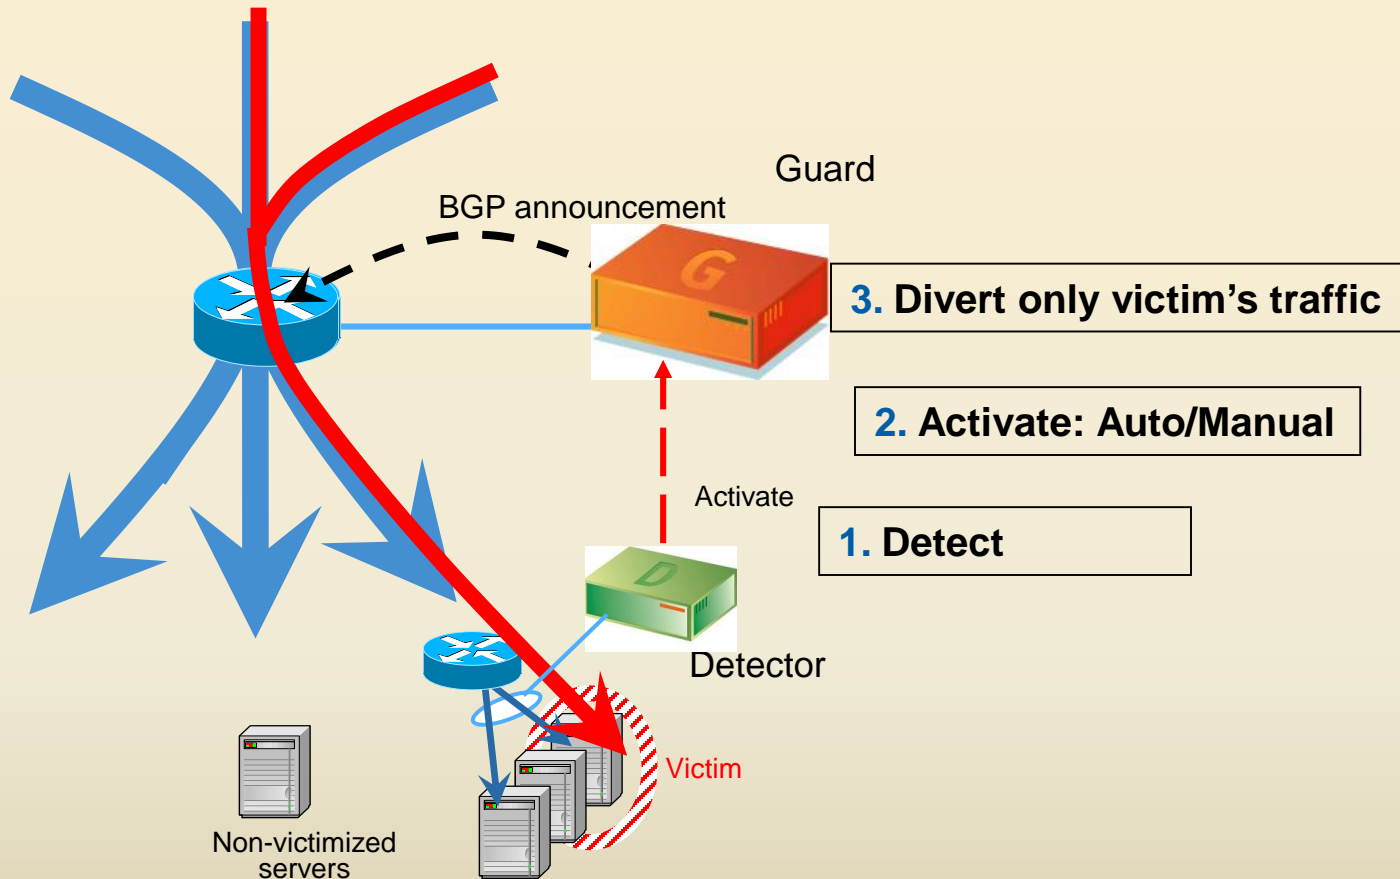 Guard
BGP announcement
G
3. Divert only victim’s traffic
2. Activate: Auto/Manual
Activate
1. Detect
D
Detector
Victim
Non-victimized
servers